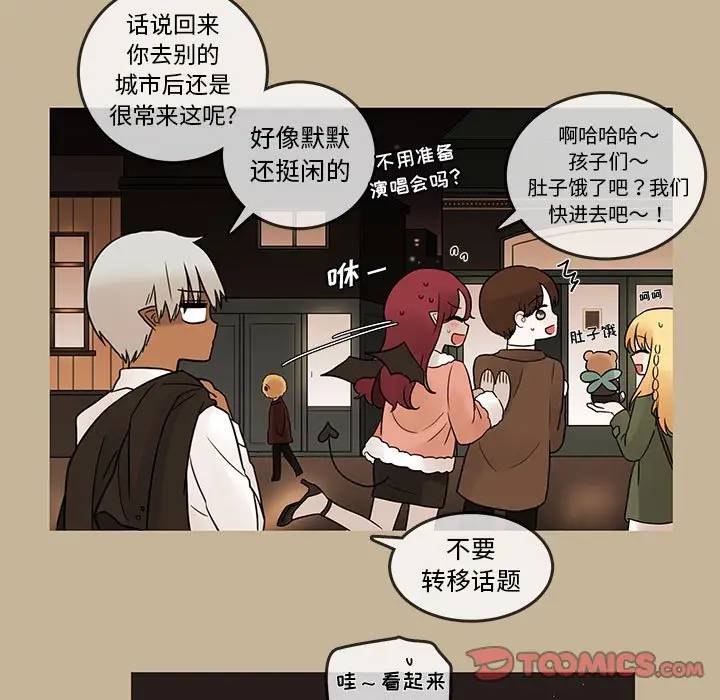 话说回来
你去别的
城市后还是
很常来这呢?
好像默默
还挺闲的
不用准备
演唱会吗?
啊哈哈哈～
孩子们～
肚子饿了吧？我们
快进去吧～！
咻一
呵呵
肚子饿
不要
转移话题
哇～看起来
TOOMICS.COM